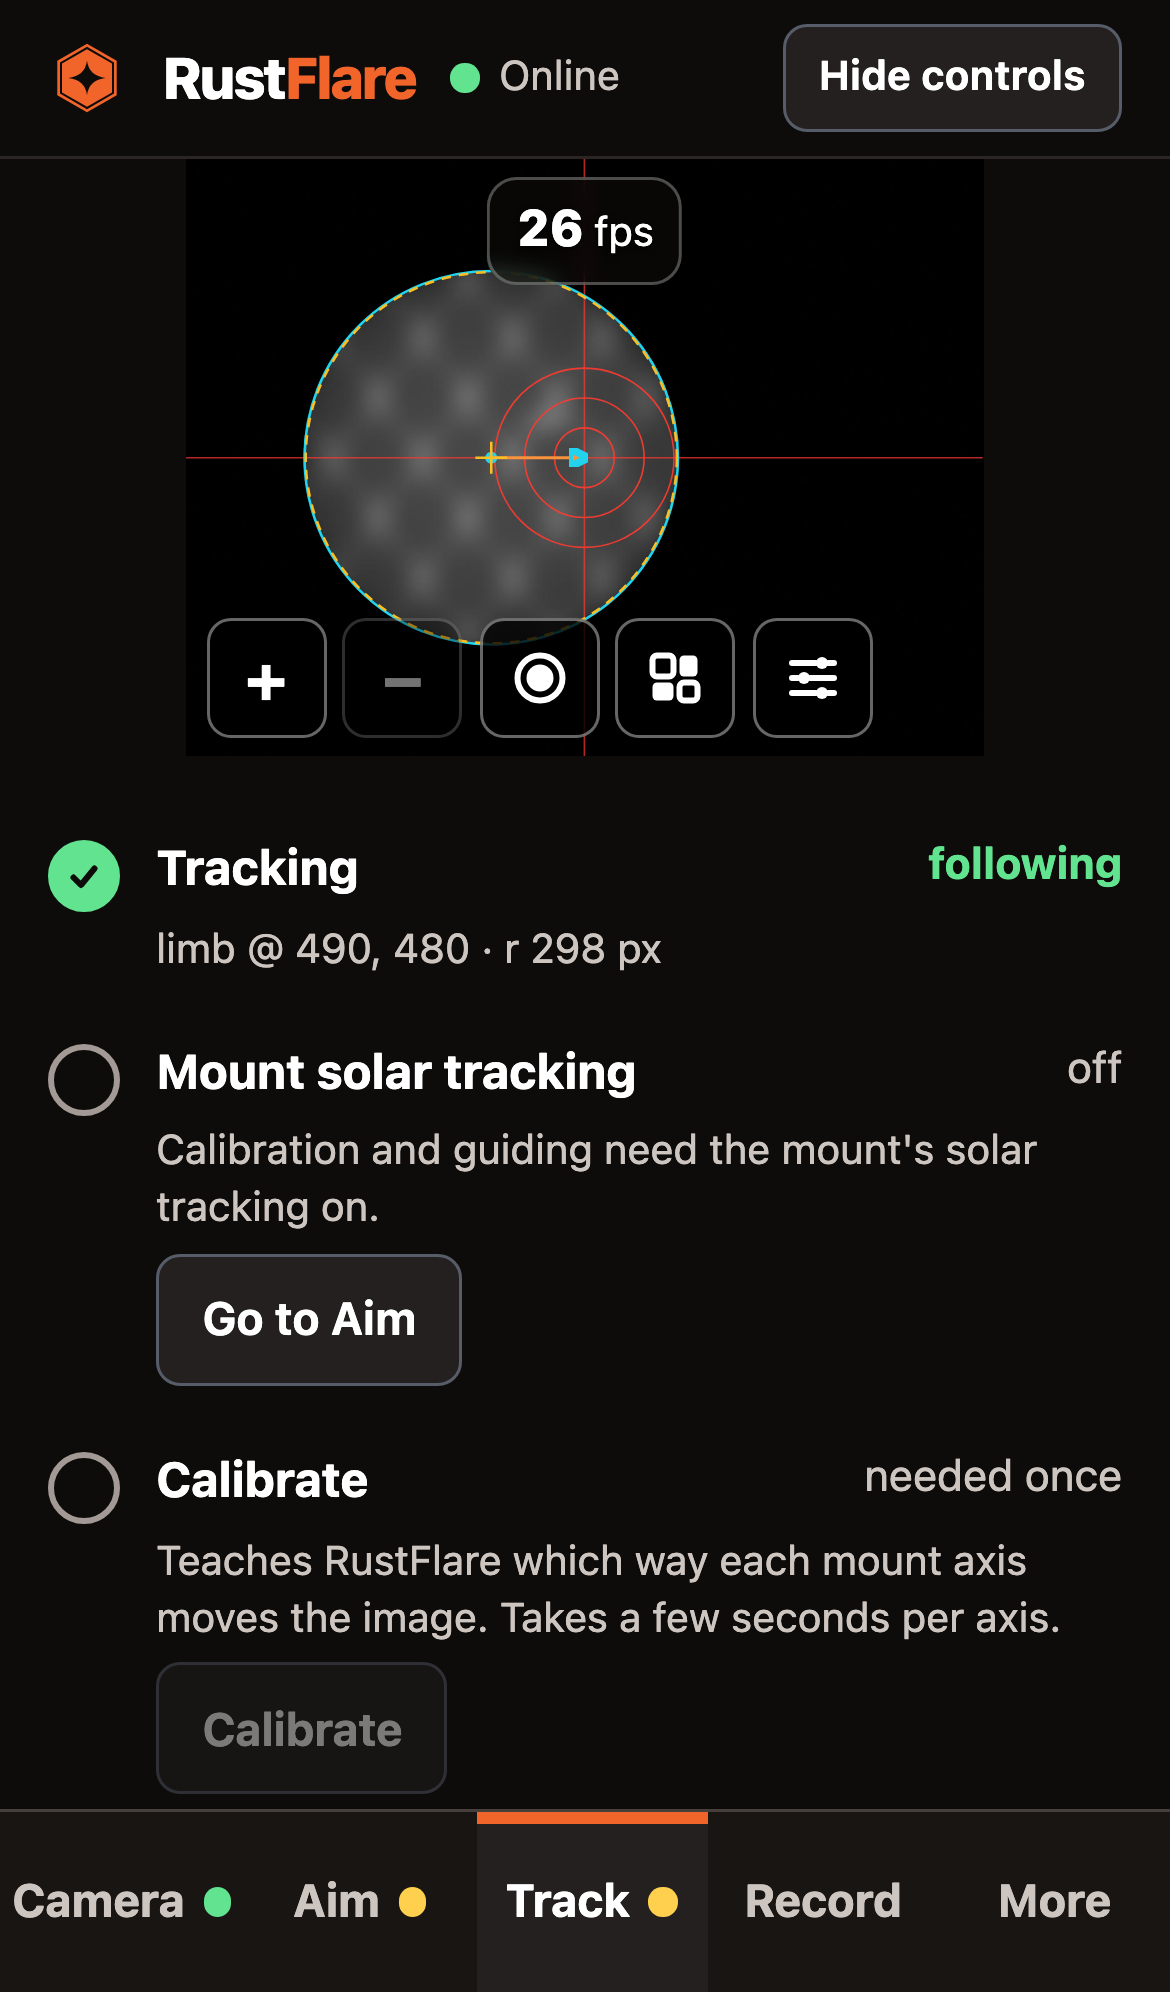 RustFlare
Online
Hide controls
26 fps
Tracking
following
limb @ 490, 480 · r 298 px
Mount solar tracking
off
Calibration and guiding need the mount's solar
tracking on.
Go to Aim
Calibrate
needed once
Teaches RustFlare which way each mount axis
moves the image. Takes a few seconds per axis.
Calibrate
Camera
Aim
Track
Record
More